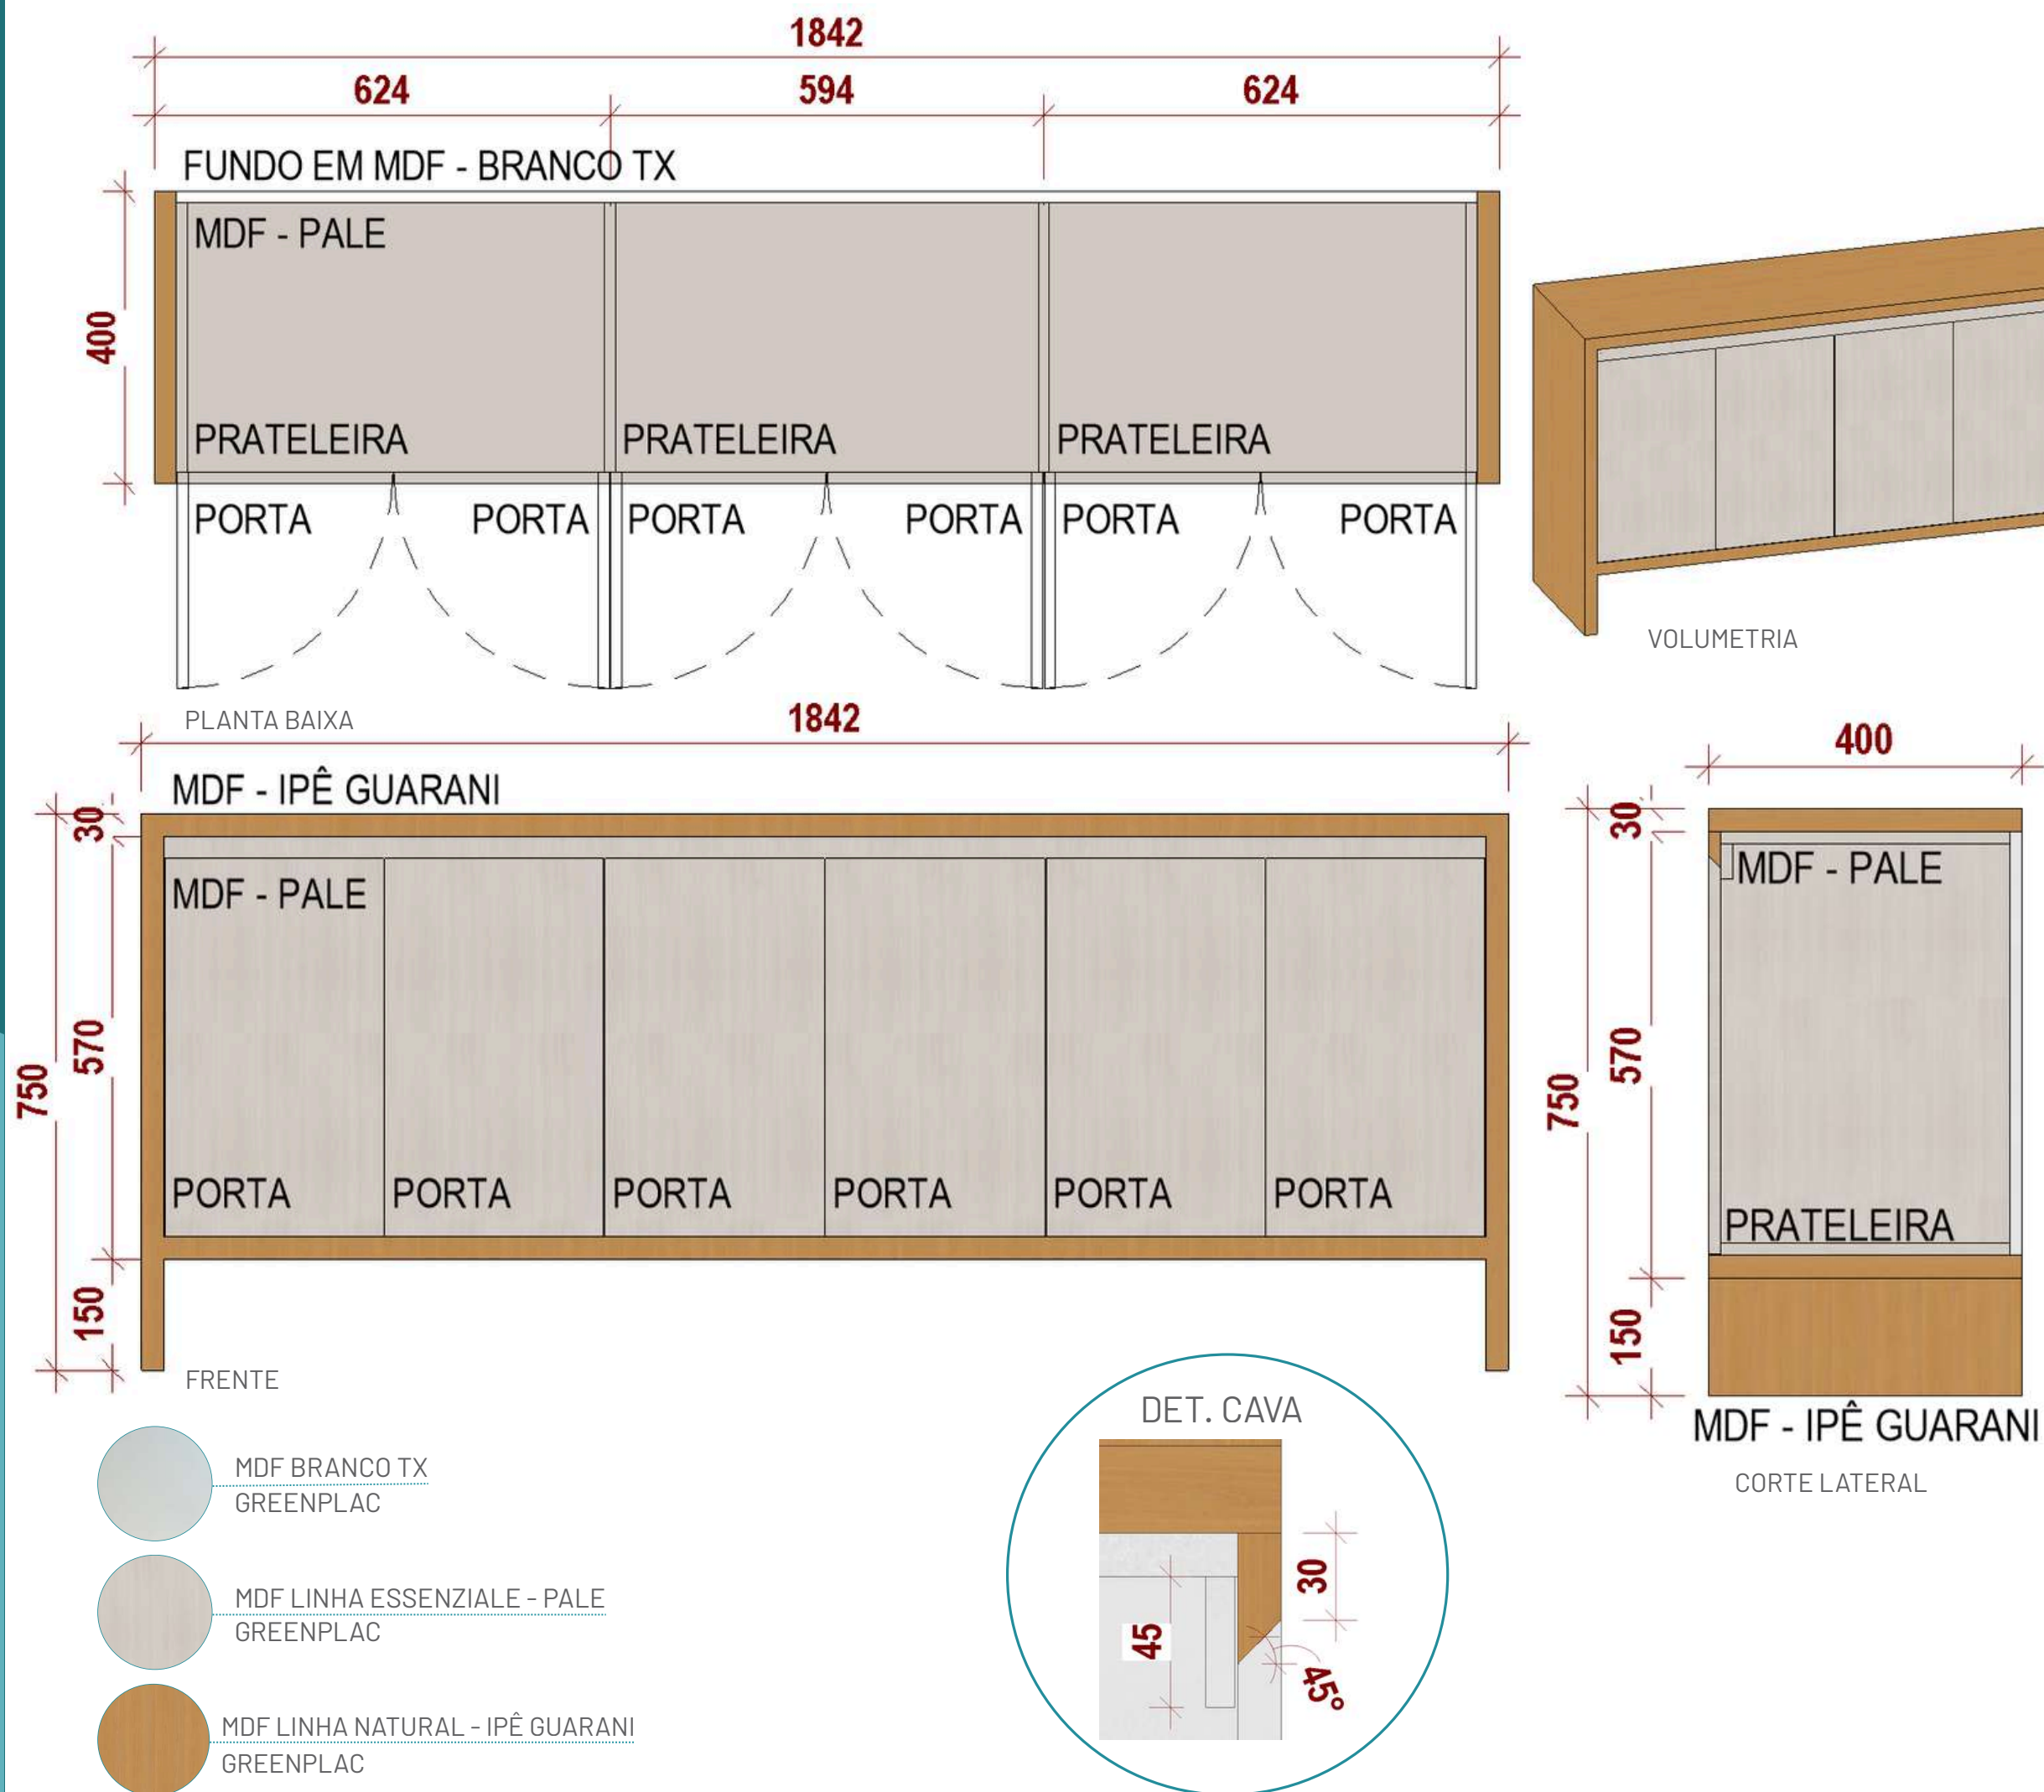 1842
624
594
624
FUNDO EM MDF - BRANCO TX
MDF - PALE
400
PRATELEIRA
PRATELEIRA
PRATELEIRA
PORTA
PORTA
PORTA
PORTA
PORTA
PORTA
VOLUMETRIA
PLANTA BAIXA
1842
MDF - IPÊ GUARANI
30
MDF - PALE
570
750
PORTA
PORTA
PORTA
PORTA
PORTA
PORTA
150
FRENTE
400
30
MDF - PALE
570
750
PRATELEIRA
150
MDF - IPÊ GUARANI
CORTE LATERAL
DET. CAVA
30
45
45°
MDF BRANCO TX
GREENPLAC
MDF LINHA ESSENZIALE - PALE
GREENPLAC
MDF LINHA NATURAL - IPÊ GUARANI
GREENPLAC